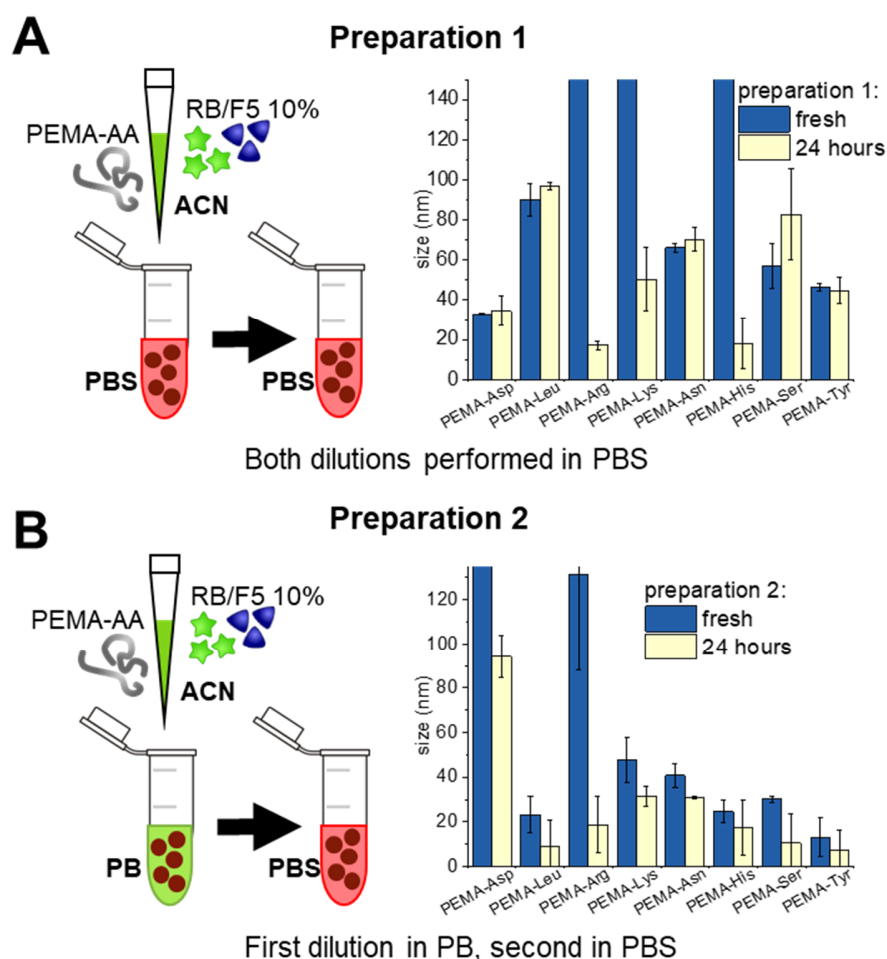 A
Preparation 1
PEMA-AA
RB/F5 10%
ACN
PBS
PBS
size (nm)
140
120
100
80
60
40
20
0
preparation 1:
fresh
24 hours
PEMA-Asp
PEMA-Leu
PEMA-Arg
PEMA-Lys
PEMA-Asn
PEMA-His
PEMA-Ser
PEMA-Tyr
Both dilutions performed in PBS
B
Preparation 2
PEMA-AA
RB/F5 10%
ACN
PB
PBS
size (nm)
120
100
80
60
40
20
0
preparation 2:
fresh
24 hours
PEMA-Asp
PEMA-Leu
PEMA-Arg
PEMA-Lys
PEMA-Asn
PEMA-His
PEMA-Ser
PEMA-Tyr
First dilution in PB, second in PBS